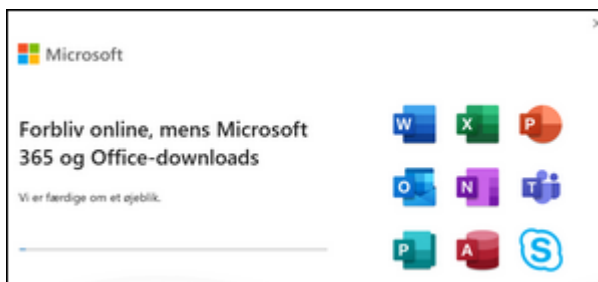 Microsoft
Forbliv online, mens Microsoft
365 og Office-downloads
Vi er færdige om et øjeblik.
W X P
O N T
P A S